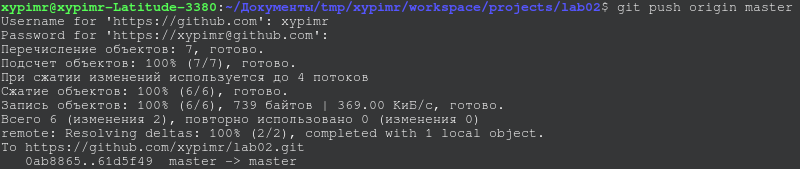 xypimr@xypimr-Latitude-3380:~/Документы/tmp/xypimr/workspace/projects/lab02$ git push origin master
Username for 'https://github.com': xypimr
Password for 'https://xypimr@github.com':
Перечисление объектов: 7, готово.
Подсчет объектов: 100% (7/7), готово.
При сжатии изменений используется до 4 потоков
Сжатие объектов: 100% (6/6), готово.
Запись объектов: 100% (6/6), 739 байтов | 369.00 КиБ/с, готово.
Всего 6 (изменения 2), повторно использовано 0 (изменения 0)
remote: Resolving deltas: 100% (2/2), completed with 1 local object.
To https://github.com/xypimr/lab02.git
   0ab8865..61d5f49  master -> master